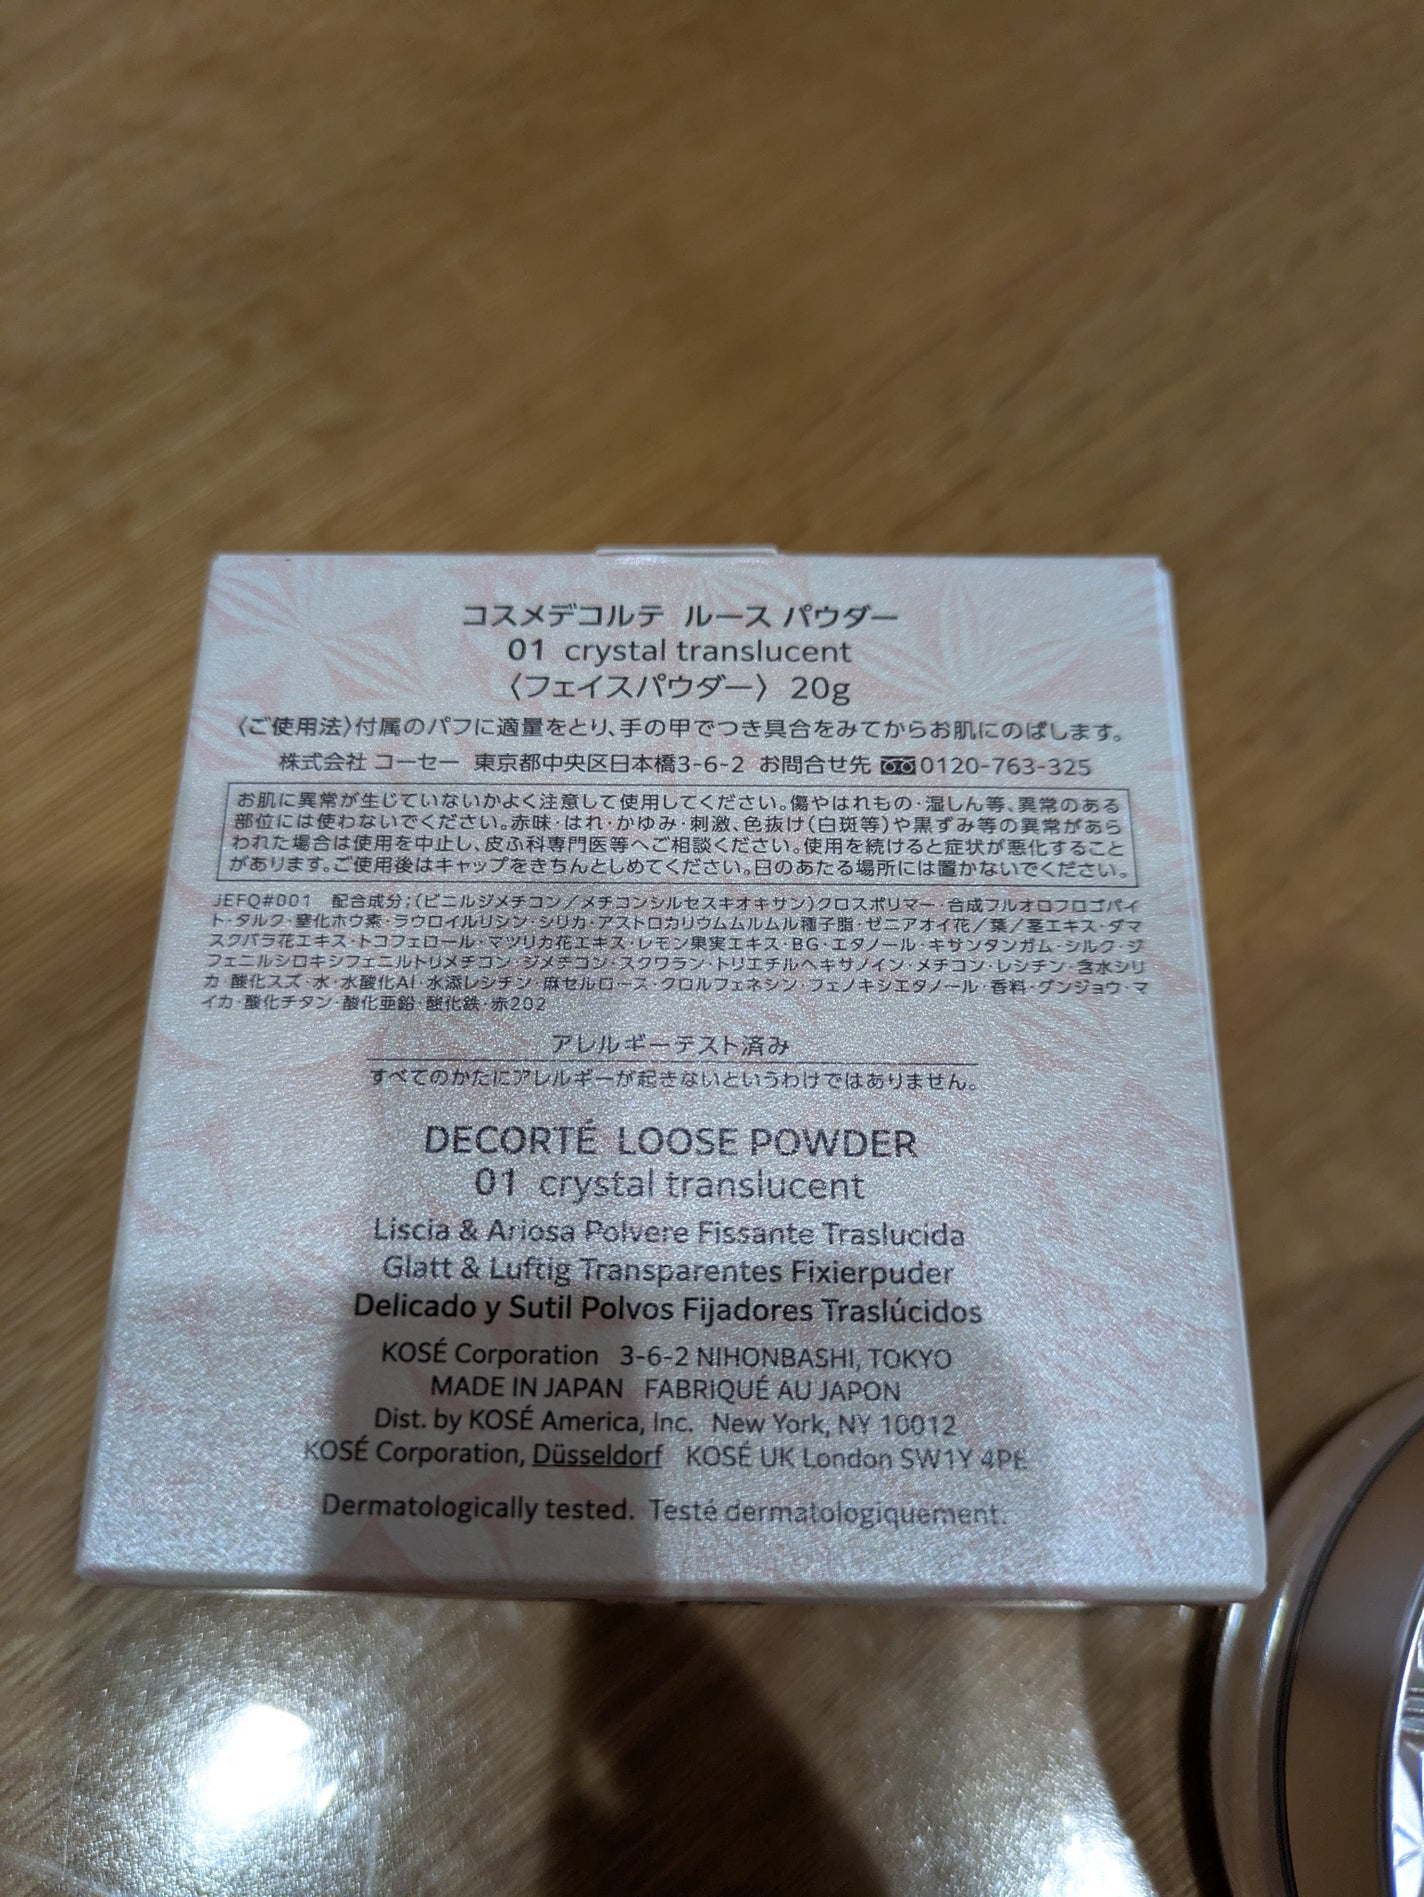 コスメデコルテ ルース パウダー
01 crystal translucent
〈フェイスパウダー〉 20g
〈ご使用法〉付属のパフに適量をとり、手の甲でつき具合をみてからお肌にのばします。
株式会社 コーセー 東京都中央区日本橋3-6-2 お問合せ先 0120-763-325
お肌に異常が生じていないかよく注意して使用してください。傷やはれもの・湿しん等、異常のある
部位には使わないでください。赤味・はれ・かゆみ・刺激、色抜け(白斑等)や黒ずみ等の異常があら
われた場合は使用を中止し、皮ふ科専門医等へご相談ください。使用を続けると症状が悪化すること
があります。ご使用後はキャップをきちんとしめてください。日のあたる場所には置かないでください。
JEFQ#001 配合成分;(ビニルジメチコン/メチコンシルセスキオキサン)クロスポリマー・合成フルオロフロゴパイ
ト・タルク・窒化ホウ素・ラウロイルリシン・シリカ・アストロカリウムムルムル種子脂・ゼニアオイ花/葉/茎エキス・ダマ
スクバラ花エキス・トコフェロール・マツリカ花エキス・レモン果実エキス・BG・エタノール・キサンタンガム・シルク・ジ
フェニルシロキシフェニルトリメチコン・ジメチコン・スクワラン・トリエチルヘキサノイン・メチコン・レシチン・含水シリ
カ・酸化スズ・水・水酸化Al・水添レシチン・麻セルロース・クロルフェネシン・フェノキシエタノール・香料・グンジョウ・マ
イカ・酸化チタン・酸化亜鉛・酸化鉄・赤202
アレルギーテスト済み
すべてのかたにアレルギーが起きないというわけではありません。
DECORTÉ LOOSE POWDER
01 crystal translucent
Liscia & Ariosa Polvere Fissante Traslucida
Glatt & Luftig Transparentes Fixierpuder
Delicado y Sutil Polvos Fijadores Traslúcidos
KOSÉ Corporation 3-6-2 NIHONBASHI, TOKYO
MADE IN JAPAN FABRIQUÉ AU JAPON
Dist. by KOSÉ America, Inc. New York, NY 10012
KOSÉ Corporation, Düsseldorf KOSÉ UK London SW1Y 4PE
Dermatologically tested. Testé dermatologiquement.